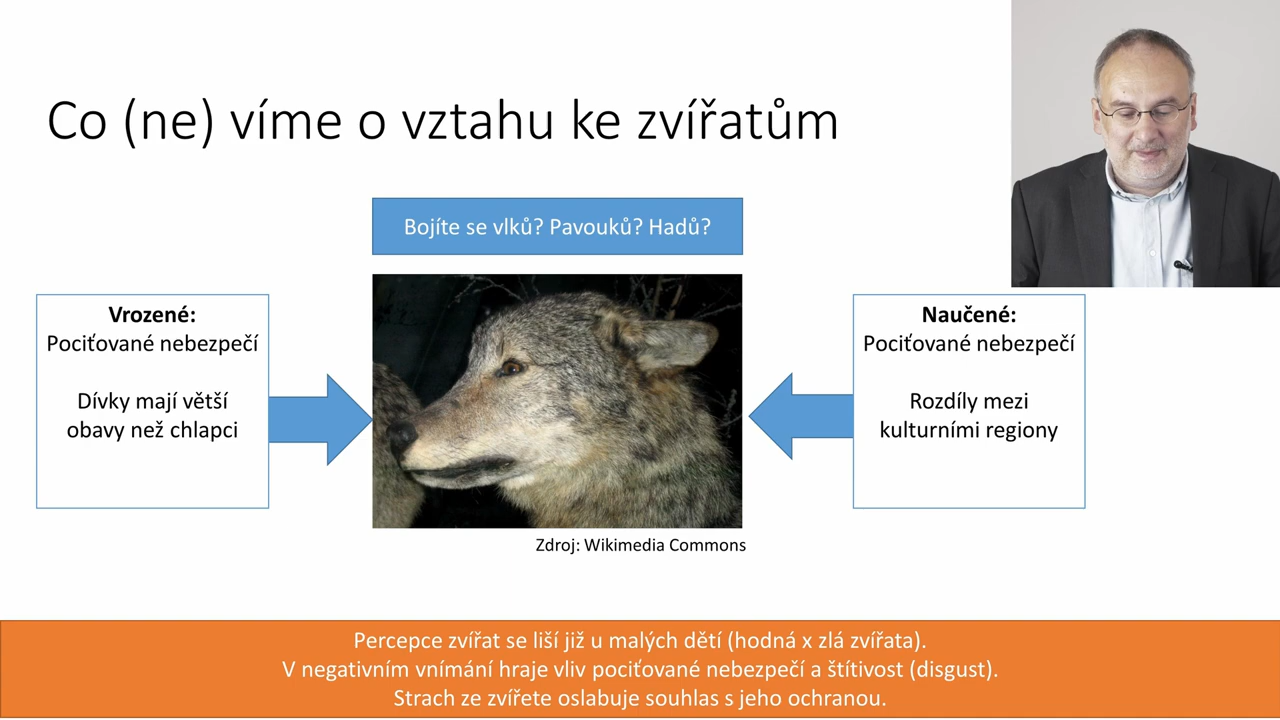 Co (ne) víme o vztahu ke zvířatům
Bojíte se vlků? Pavouků? Hadů?
Vrozené:
Pociťované nebezpečí
Dívky mají větší
obavy než chlapci
Naučené:
Pociťované nebezpečí
Rozdíly mezi
kulturními regiony
Zdroj: Wikimedia Commons
Percepce zvířat se liší již u malých dětí (hodná x zlá zvířata).
V negativním vnímání hraje vliv pociťované nebezpečí a štítivost (disgust).
Strach ze zvířete oslabuje souhlas s jeho ochranou.